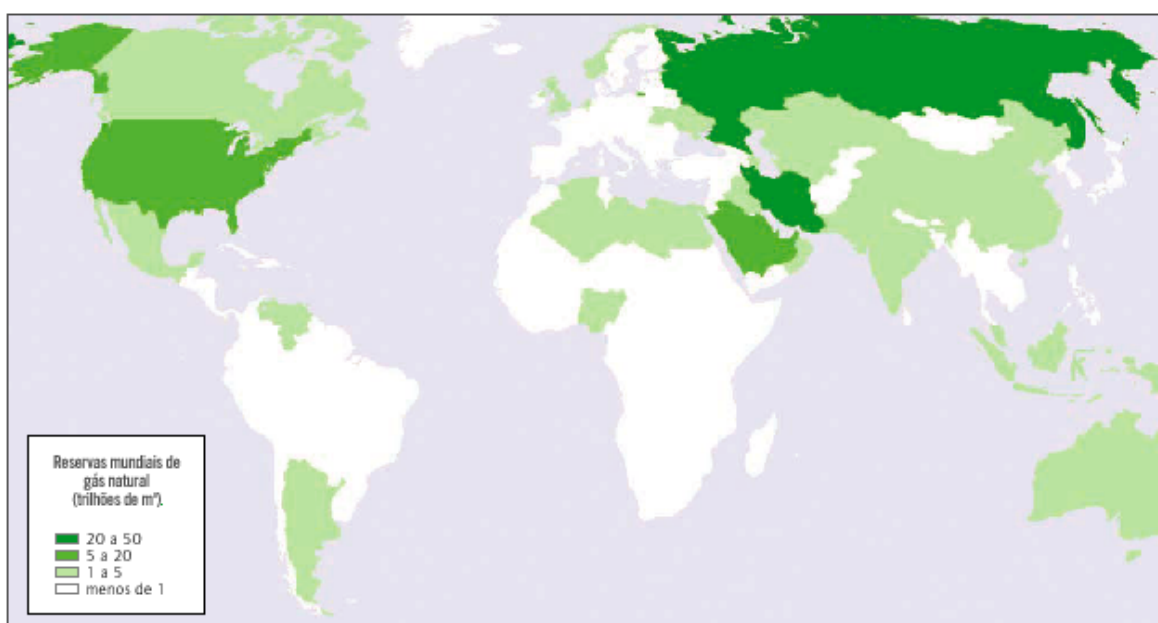 Reservas mundiais de
gás natural
(trilhões de m³).
20 a 50
5 a 20
1 a 5
menos de 1